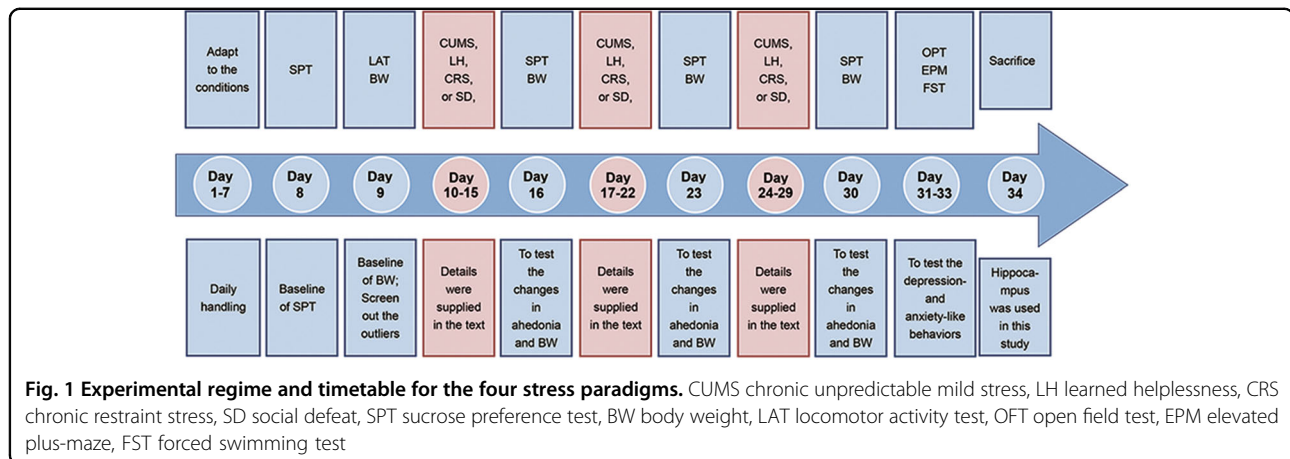 Adapt
to the
conditions
SPT
LAT
BW
CUMS,
LH,
CRS,
or SD,
SPT
BW
CUMS,
LH,
CRS,
or SD,
SPT
BW
CUMS,
LH,
CRS,
or SD,
SPT
BW
OPT
EPM
FST
Sacrifice
Day
1-7
Day
8
Day
9
Day
10-15
Day
16
Day
17-22
Day
23
Day
24-29
Day
30
Day
31-33
Day
34
Daily
handling
Baseline
of SPT
Baseline
of BW;
Screen
out the
outliers
Details
were
supplied
in the text
To test
the
changes
in
ahedonia
and BW
Details
were
supplied
in the text
To test
the
changes
in
ahedonia
and BW
Details
were
supplied
in the text
To test
the
changes
in
ahedonia
and BW
To test the
depression-
and
anxiety-like
behaviors
Hippoca-
mpus
was used
in this
study
Fig. 1 Experimental regime and timetable for the four stress paradigms. CUMS chronic unpredictable mild stress, LH learned helplessness, CRS
chronic restraint stress, SD social defeat, SPT sucrose preference test, BW body weight, LAT locomotor activity test, OFT open field test, EPM elevated
plus-maze, FST forced swimming test